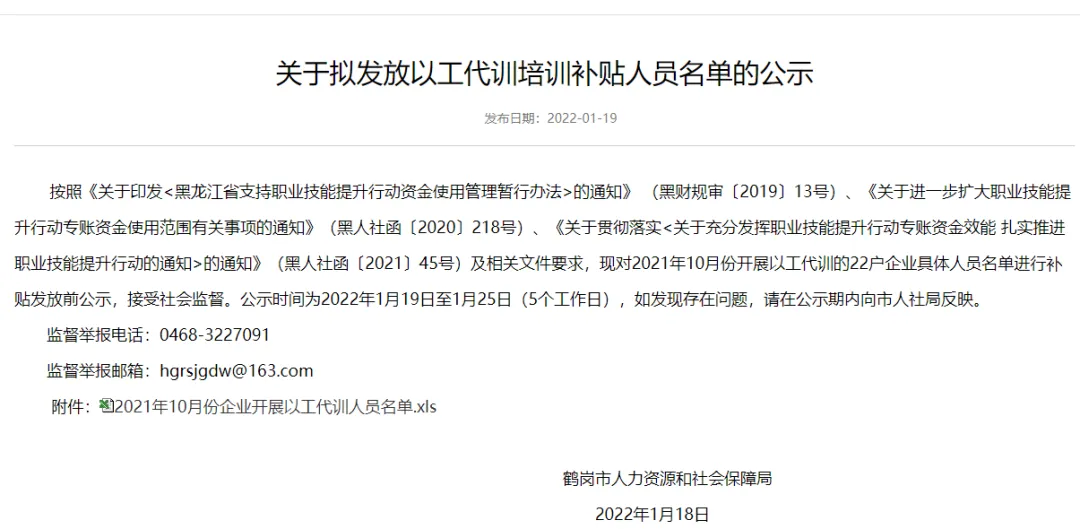 关于拟发放以工代训培训补贴人员名单的公示
发布日期：2022-01-19
按照《关于印发<黑龙江省支持职业技能提升行动资金使用管理暂行办法>的通知》 （黑财规审〔2019〕13号）、《关于进一步扩大职业技能提
升行动专账资金使用范围有关事项的通知》（黑人社函〔2020〕218号）、《关于贯彻落实<关于充分发挥职业技能提升行动专账资金效能 扎实推进
职业技能提升行动的通知>的通知》（黑人社函〔2021〕45号）及相关文件要求，现对2021年10月份开展以工代训的22户企业具体人员名单进行补
贴发放前公示，接受社会监督。公示时间为2022年1月19日至1月25日（5个工作日），如发现存在问题，请在公示期内向市人社局反映。
监督举报电话：0468-3227091
监督举报邮箱：hgrsjgdw@163.com
附件：2021年10月份企业开展以工代训人员名单.xls
鹤岗市人力资源和社会保障局
2022年1月18日